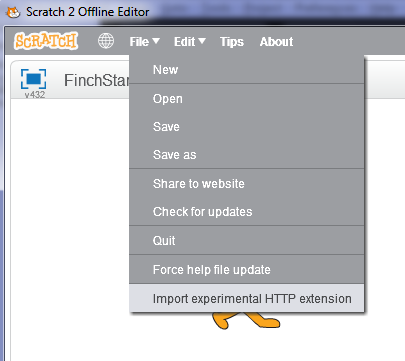 Scratch 2 Offline Editor
SCRATCH File Edit Tips About
FinchStar
v432
New
Open
Save
Save as
Share to website
Check for updates
Quit
Force help file update
Import experimental HTTP extension